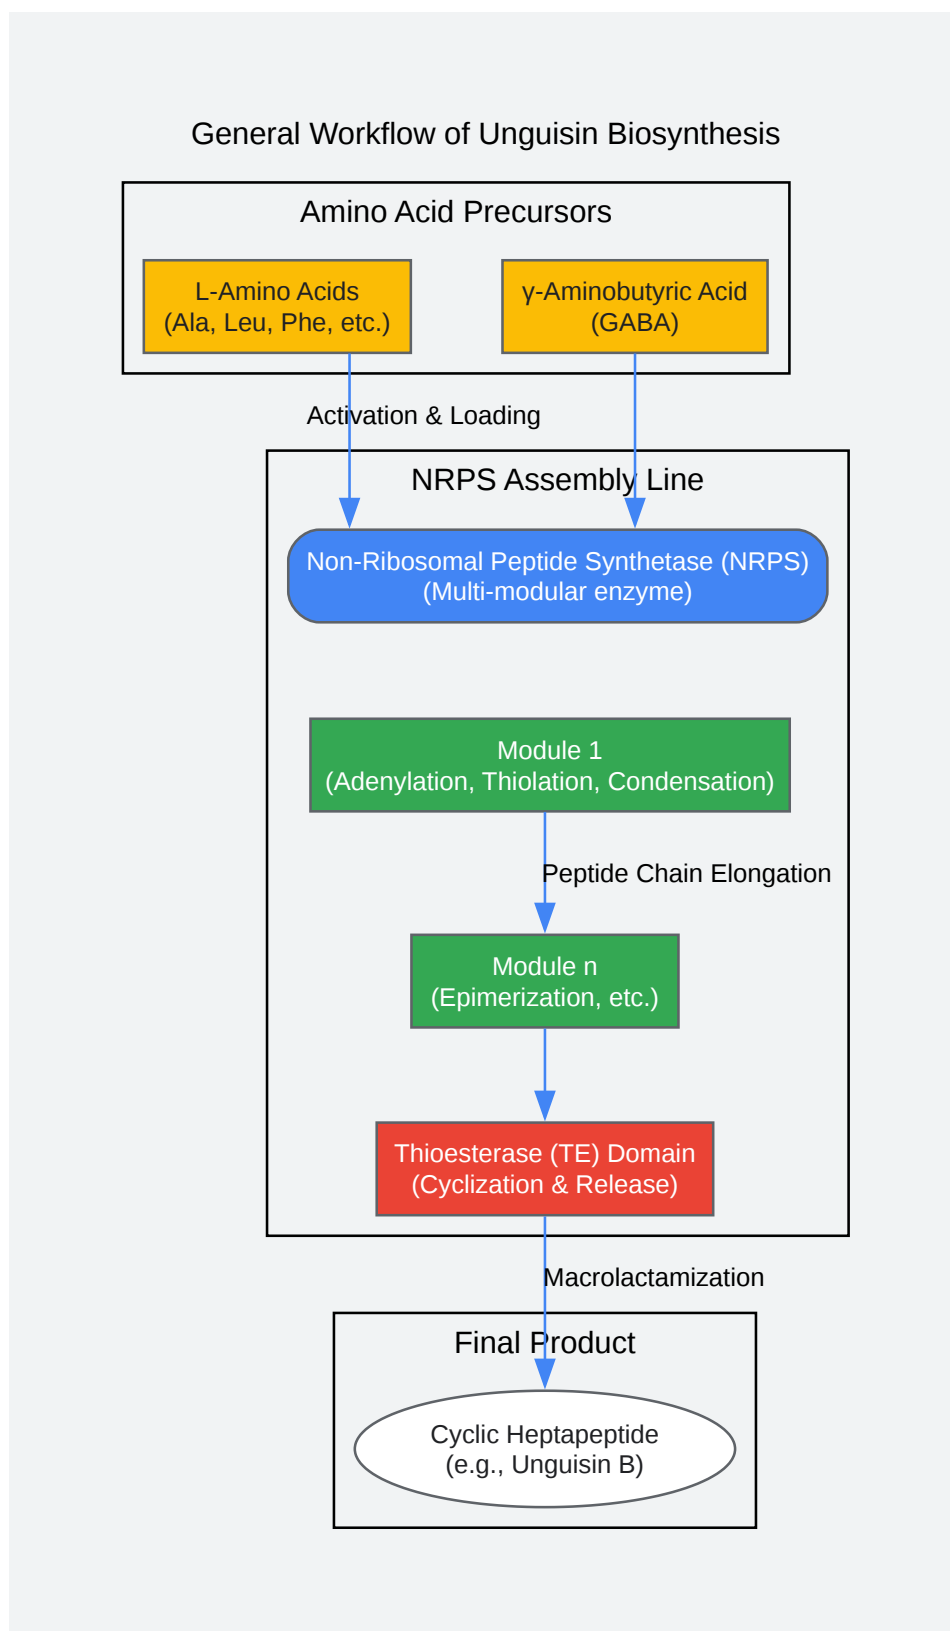 General Workflow of Unguisin Biosynthesis
Amino Acid Precursors
L-Amino Acids
(Ala, Leu, Phe, etc.)
γ-Aminobutyric Acid
(GABA)
Activation & Loading
NRPS Assembly Line
Non-Ribosomal Peptide Synthetase (NRPS)
(Multi-modular enzyme)
Module 1
(Adenylation, Thiolation, Condensation)
Peptide Chain Elongation
Module n
(Epimerization, etc.)
Thioesterase (TE) Domain
(Cyclization & Release)
Macrolactamization
Final Product
Cyclic Heptapeptide
(e.g., Unguisin B)